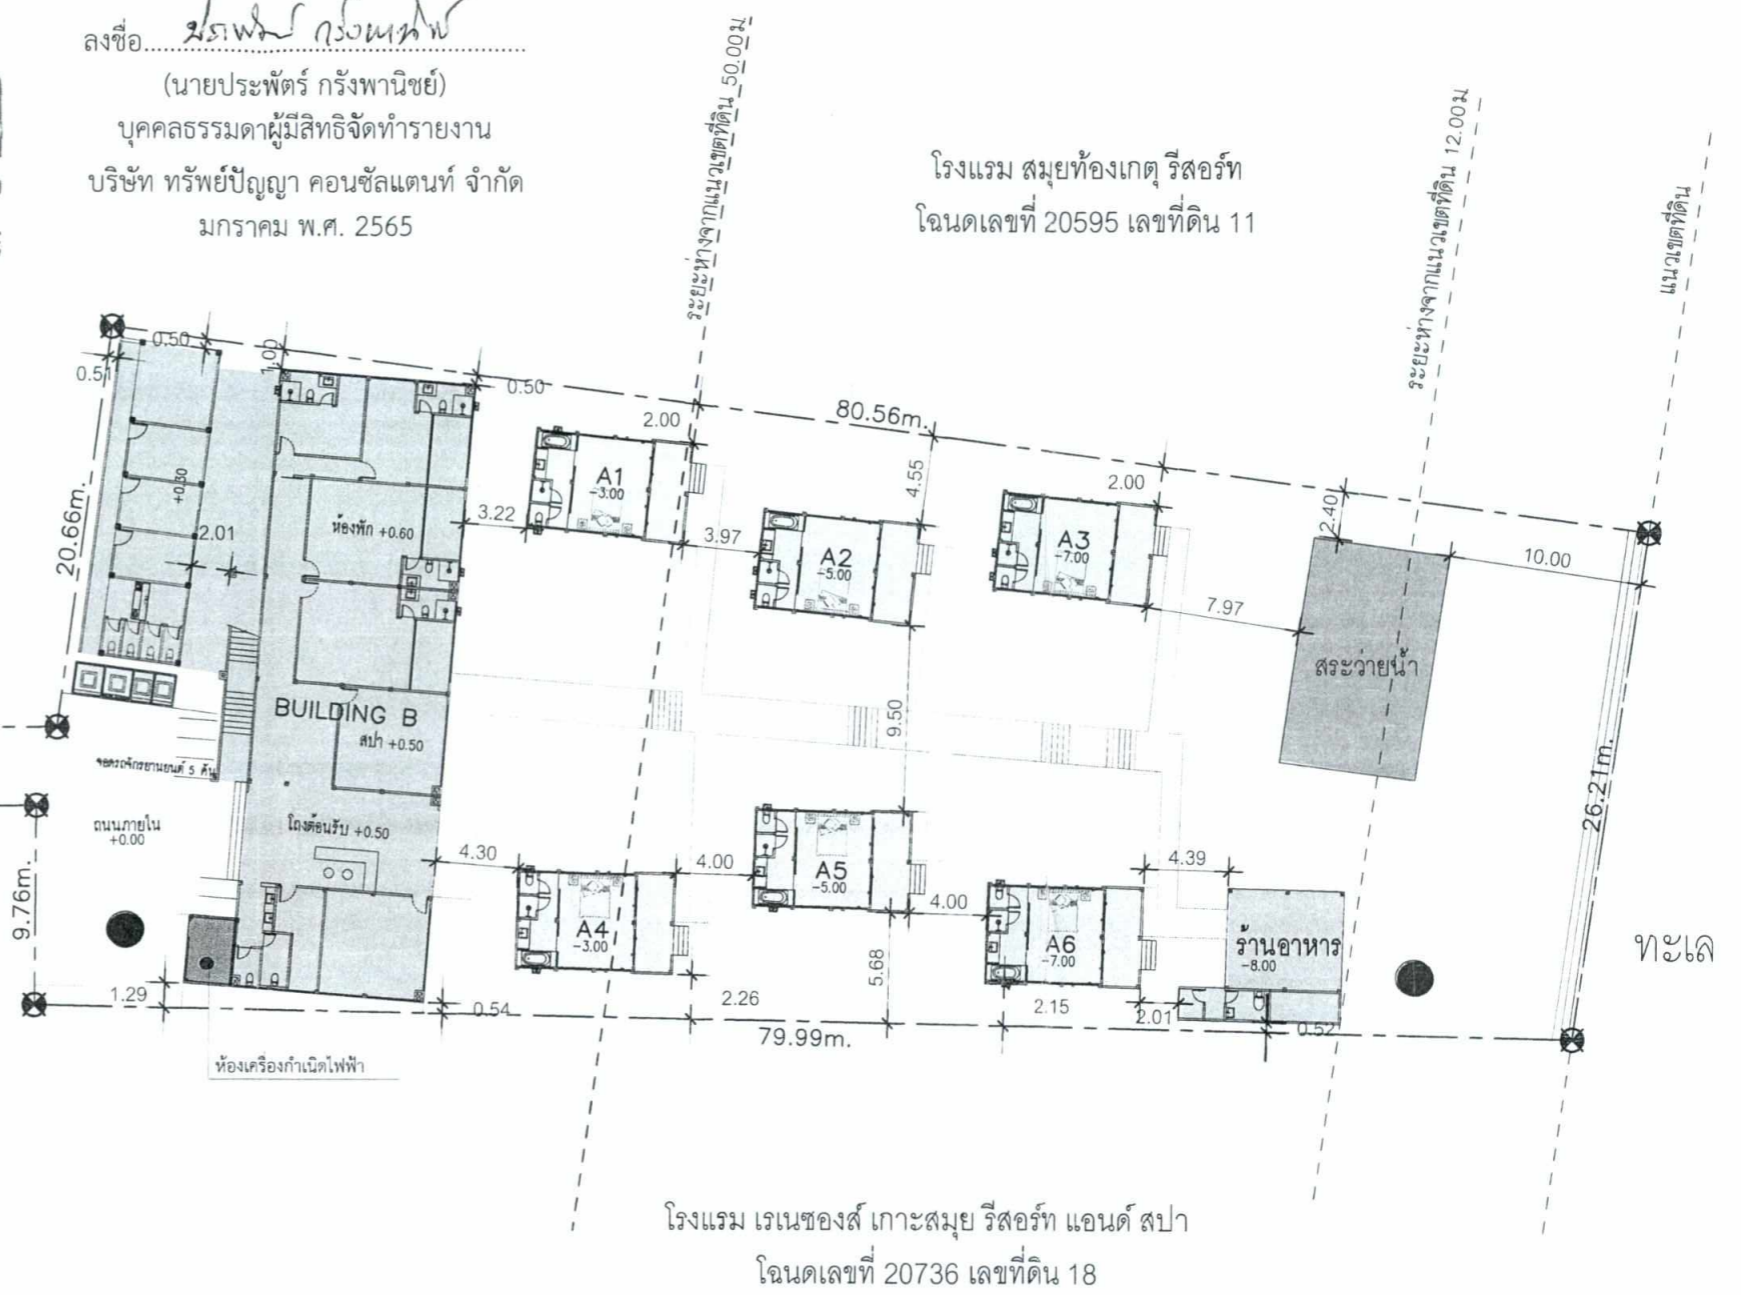 ลงชื่อ
(นายประพัตร์ กรังพานิชย์)
บุคคลธรรมดาผู้มีสิทธิจัดทำรายงาน
บริษัท ทรัพย์ปัญญา คอนซัลแตนท์ จำกัด
มกราคม พ.ศ. 2565
ระยะห่างจากแนวเขตที่ดิน 50.00ม
โรงแรม สมุยท้องเกตุ รีสอร์ท
โฉนดเลขที่ 20595 เลขที่ดิน 11
ระยะห่างจากแนวเขตที่ดิน 12.00ม
แนวเขตที่ดิน
0.50
1.00
0.51
0.50
2.00
80.56m.
4.55
2.00
2.40
10.00
20.66m.
+0.30
2.01
ห้องพัก +0.60
3.22
A1
-3.00
3.97
A2
-5.00
A3
-7.00
7.97
สระว่ายน้ำ
BUILDING B
สปา +0.50
9.50
26.21m.
จอดรถจักรยานยนต์ 5 คัน
ถนนภายใน
+0.00
โถงต้อนรับ +0.50
4.30
4.00
A5
-5.00
4.00
4.39
9.76m.
A4
-3.00
A6
-7.00
ร้านอาหาร
-8.00
ทะเล
5.68
1.29
0.54
2.26
2.15
2.01
0.52
79.99m.
ห้องเครื่องกำเนิดไฟฟ้า
โรงแรม เรเนซองส์ เกาะสมุย รีสอร์ท แอนด์ สปา
โฉนดเลขที่ 20736 เลขที่ดิน 18